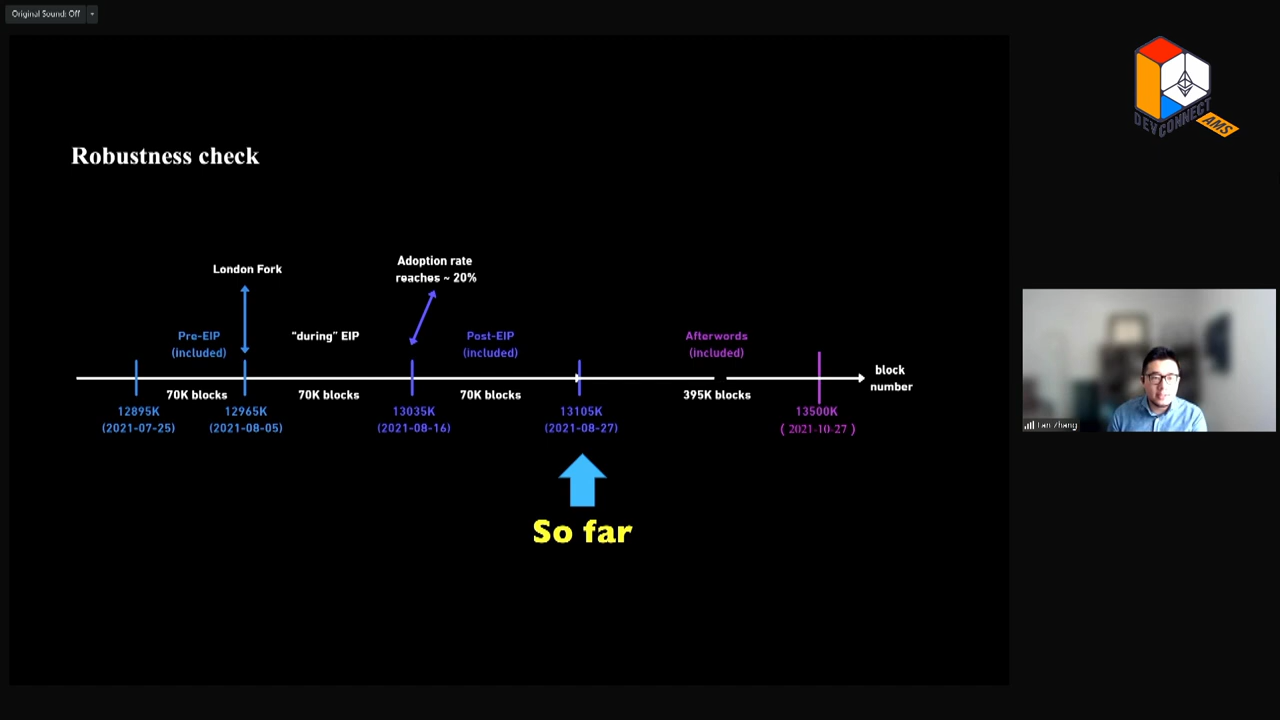 Original Sound: Off
DEVCONNECT
AMS
Robustness check
London Fork
Adoption rate
reaches ~ 20%
Pre-EIP
(included)
"during" EIP
Post-EIP
(included)
Afterwords
(included)
block
number
70K blocks
70K blocks
70K blocks
395K blocks
12895K
(2021-07-25)
12965K
(2021-08-05)
13035K
(2021-08-16)
13105K
(2021-08-27)
13500K
( 2021-10-27 )
So far
Zhang